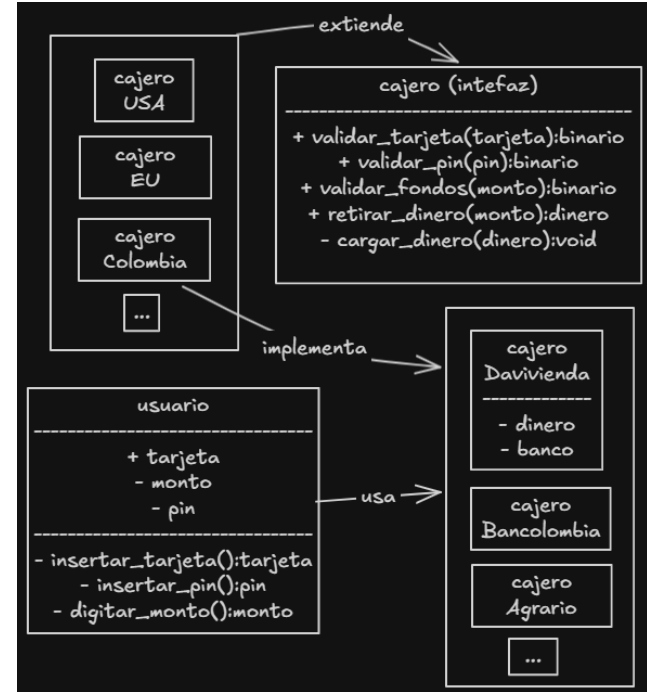 extiende
cajero
USA
cajero
EU
cajero
Colombia
...
cajero (intefaz)
+ validar_tarjeta(tarjeta):binario
+ validar_pin(pin):binario
+ validar_fondos(monto):binario
+ retirar_dinero(monto):dinero
- cargar_dinero(dinero):void
implementa
usuario
+ tarjeta
- monto
- pin
- insertar_tarjeta():tarjeta
- insertar_pin():pin
- digitar_monto():monto
usa
cajero
Davivienda
- dinero
- banco
cajero
Bancolombia
cajero
Agrario
...